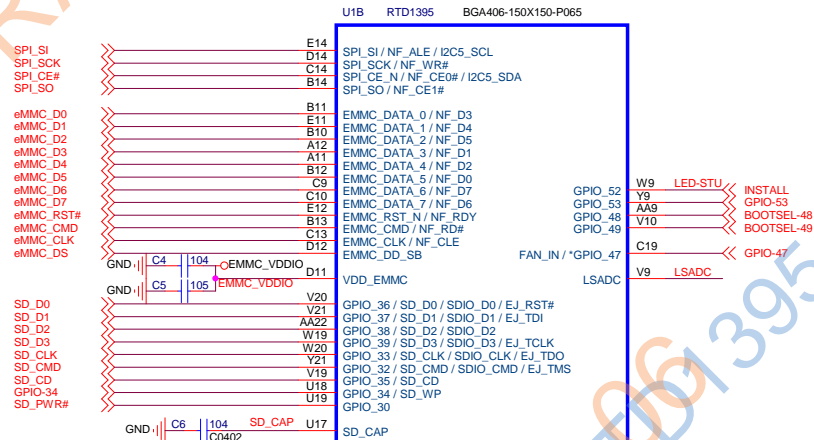 U1B RTD1395 BGA406-150X150-P065
SPI_SI E14 SPI_SI / NF_ALE / I2C5_SCL
SPI_SCK D14 SPI_SCK / NF_WR#
SPI_CE# C14 SPI_CE_N / NF_CE0# / I2C5_SDA
SPI_SO B14 SPI_SO / NF_CE1#
eMMC_D0 B11 EMMC_DATA_0 / NF_D3
eMMC_D1 E11 EMMC_DATA_1 / NF_D4
eMMC_D2 B10 EMMC_DATA_2 / NF_D5
eMMC_D3 A12 EMMC_DATA_3 / NF_D1
eMMC_D4 A11 EMMC_DATA_4 / NF_D2
eMMC_D5 B12 EMMC_DATA_5 / NF_D0
eMMC_D6 C9 EMMC_DATA_6 / NF_D7 GPIO_52 W9 LED-STU INSTALL
eMMC_D7 C10 EMMC_DATA_7 / NF_D6 GPIO_53 Y9 GPIO-53
eMMC_RST# E12 EMMC_RST_N / NF_RDY GPIO_48 AA9 BOOTSEL-48
eMMC_CMD B13 EMMC_CMD / NF_RD# GPIO_49 V10 BOOTSEL-49
eMMC_CLK C13 EMMC_CLK / NF_CLE
eMMC_DS D12 EMMC_DD_SB FAN_IN / *GPIO_47 C19 GPIO-47
GND C4 104 EMMC_VDDIO
D11 VDD_EMMC LSADC V9 LSADC
GND C5 105 EMMC_VDDIO
SD_D0 V20 GPIO_36 / SD_D0 / SDIO_D0 / EJ_RST#
SD_D1 V21 GPIO_37 / SD_D1 / SDIO_D1 / EJ_TDI
SD_D2 AA22 GPIO_38 / SD_D2 / SDIO_D2
SD_D3 W19 GPIO_39 / SD_D3 / SDIO_D3 / EJ_TCLK
SD_CLK W20 GPIO_33 / SD_CLK / SDIO_CLK / EJ_TDO
SD_CMD Y21 GPIO_32 / SD_CMD / SDIO_CMD / EJ_TMS
SD_CD V19 GPIO_35 / SD_CD
GPIO-34 U18 GPIO_34 / SD_WP
SD_PWR# U19 GPIO_30
GND C6 104 SD_CAP U17 SD_CAP
C0402